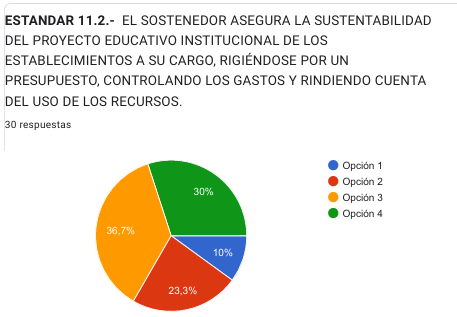 ESTANDAR 11.2.- EL SOSTENEDOR ASEGURA LA SUSTENTABILIDAD
DEL PROYECTO EDUCATIVO INSTITUCIONAL DE LOS
ESTABLECIMIENTOS A SU CARGO, RIGIÉNDOSE POR UN
PRESUPUESTO, CONTROLANDO LOS GASTOS Y RINDIENDO CUENTA
DEL USO DE LOS RECURSOS.
30 respuestas
Opción 1
Opción 2
Opción 3
Opción 4
30%
36,7%
10%
23,3%